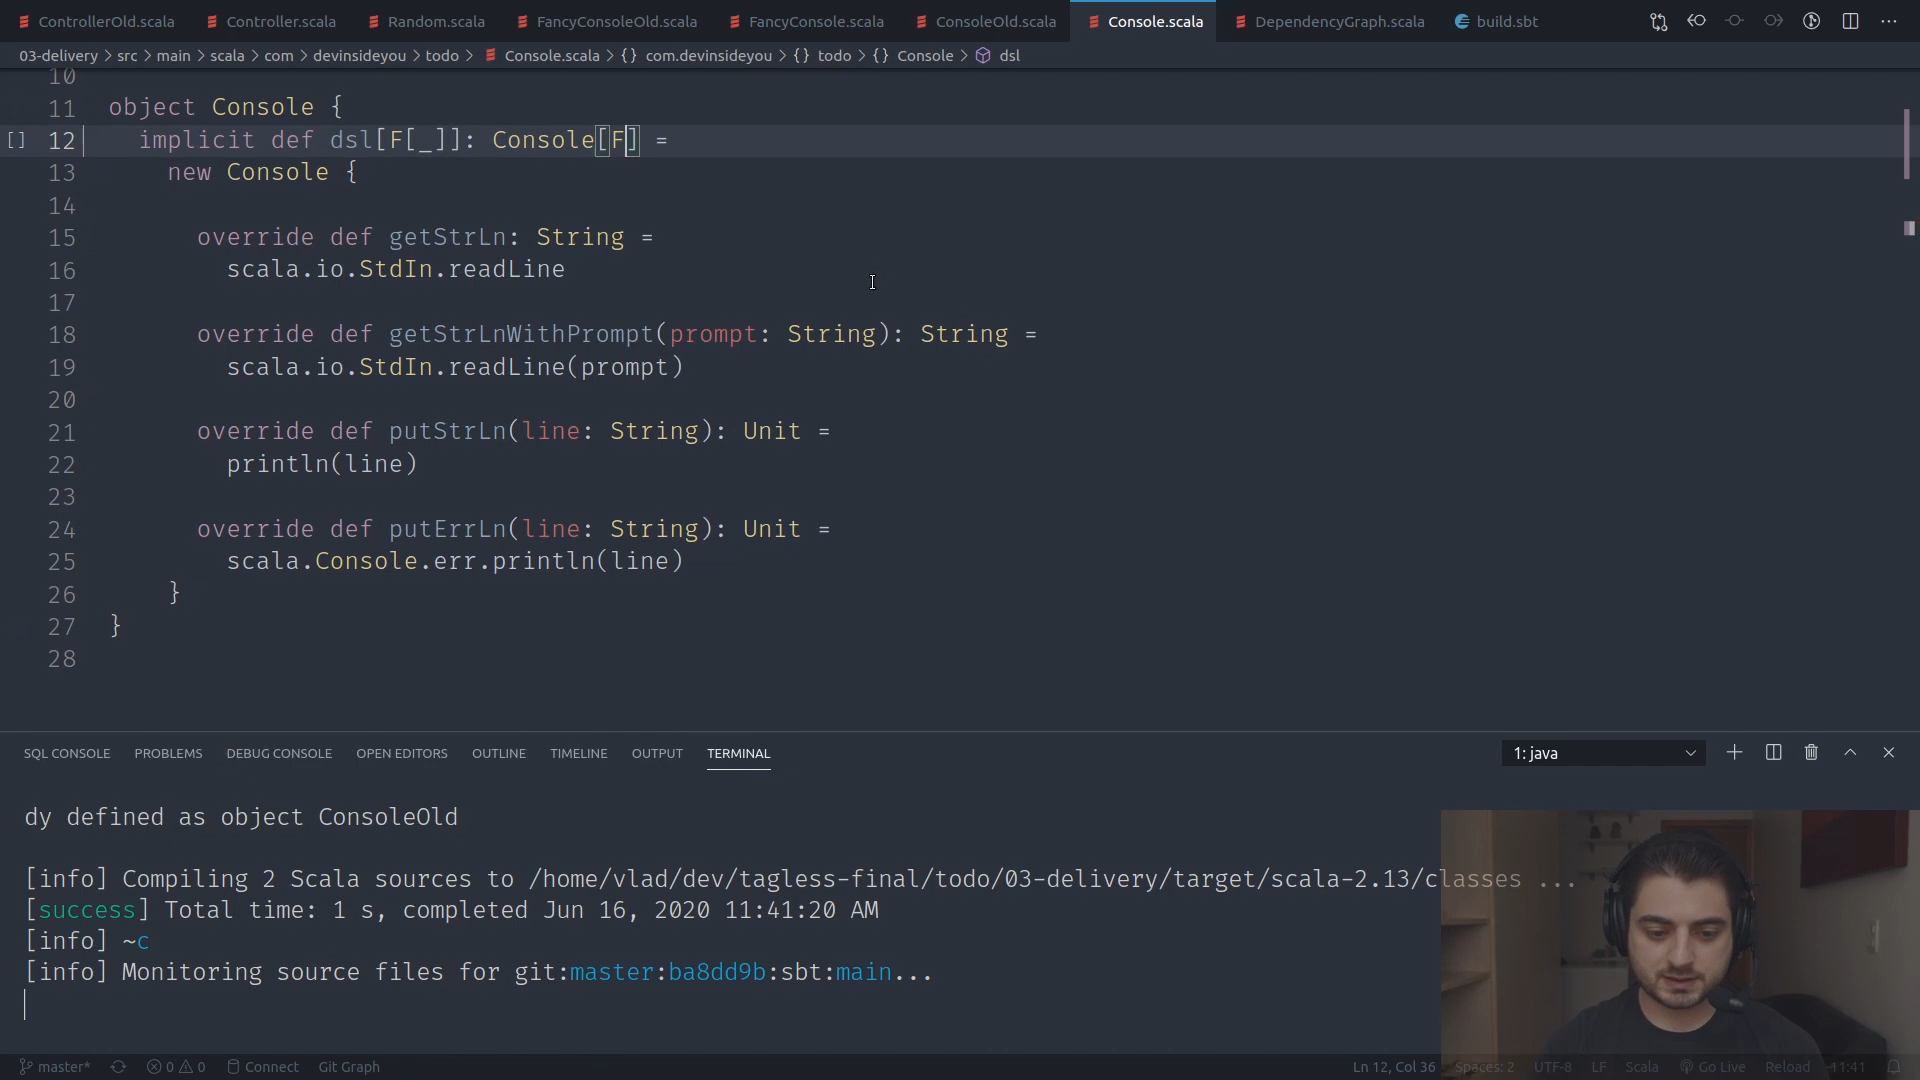 ControllerOld.scala Controller.scala Random.scala FancyConsoleOld.scala FancyConsole.scala ConsoleOld.scala Console.scala DependencyGraph.scala build.sbt
03-delivery > src > main > scala > com > devinsideyou > todo > Console.scala > {} com.devinsideyou > {} todo > {} Console > dsl
10
11 object Console {
12 implicit def dsl[F[_]]: Console[F] =
13 new Console {
14
15 override def getStrLn: String =
16 scala.io.StdIn.readLine
17
18 override def getStrLnWithPrompt(prompt: String): String =
19 scala.io.StdIn.readLine(prompt)
20
21 override def putStrLn(line: String): Unit =
22 println(line)
23
24 override def putErrLn(line: String): Unit =
25 scala.Console.err.println(line)
26 }
27 }
28
SQL CONSOLE PROBLEMS DEBUG CONSOLE OPEN EDITORS OUTLINE TIMELINE OUTPUT TERMINAL 1: java
dy defined as object ConsoleOld
[info] Compiling 2 Scala sources to /home/vlad/dev/tagless-final/todo/03-delivery/target/scala-2.13/classes ...
[success] Total time: 1 s, completed Jun 16, 2020 11:41:20 AM
[info] ~c
[info] Monitoring source files for git:master:ba8dd9b:sbt:main...
master* 0 0 Connect Git Graph Ln 12, Col 36 Spaces: 2 UTF-8 LF Scala Go Live Reload 11:41